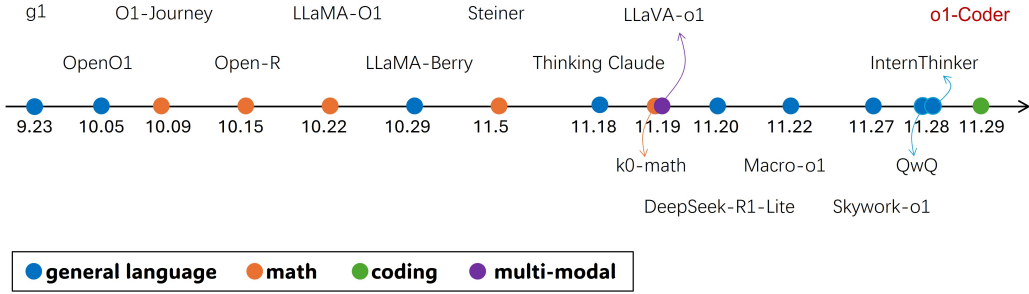 g1 O1-Journey LLaMA-O1 Steiner LLaVA-o1 o1-Coder
OpenO1 Open-R LLaMA-Berry Thinking Claude InternThinker
9.23 10.05 10.09 10.15 10.22 10.29 11.5 11.18 11.19 11.20 11.22 11.27 11.28 11.29
k0-math Macro-o1 QwQ
DeepSeek-R1-Lite Skywork-o1
general language math coding multi-modal